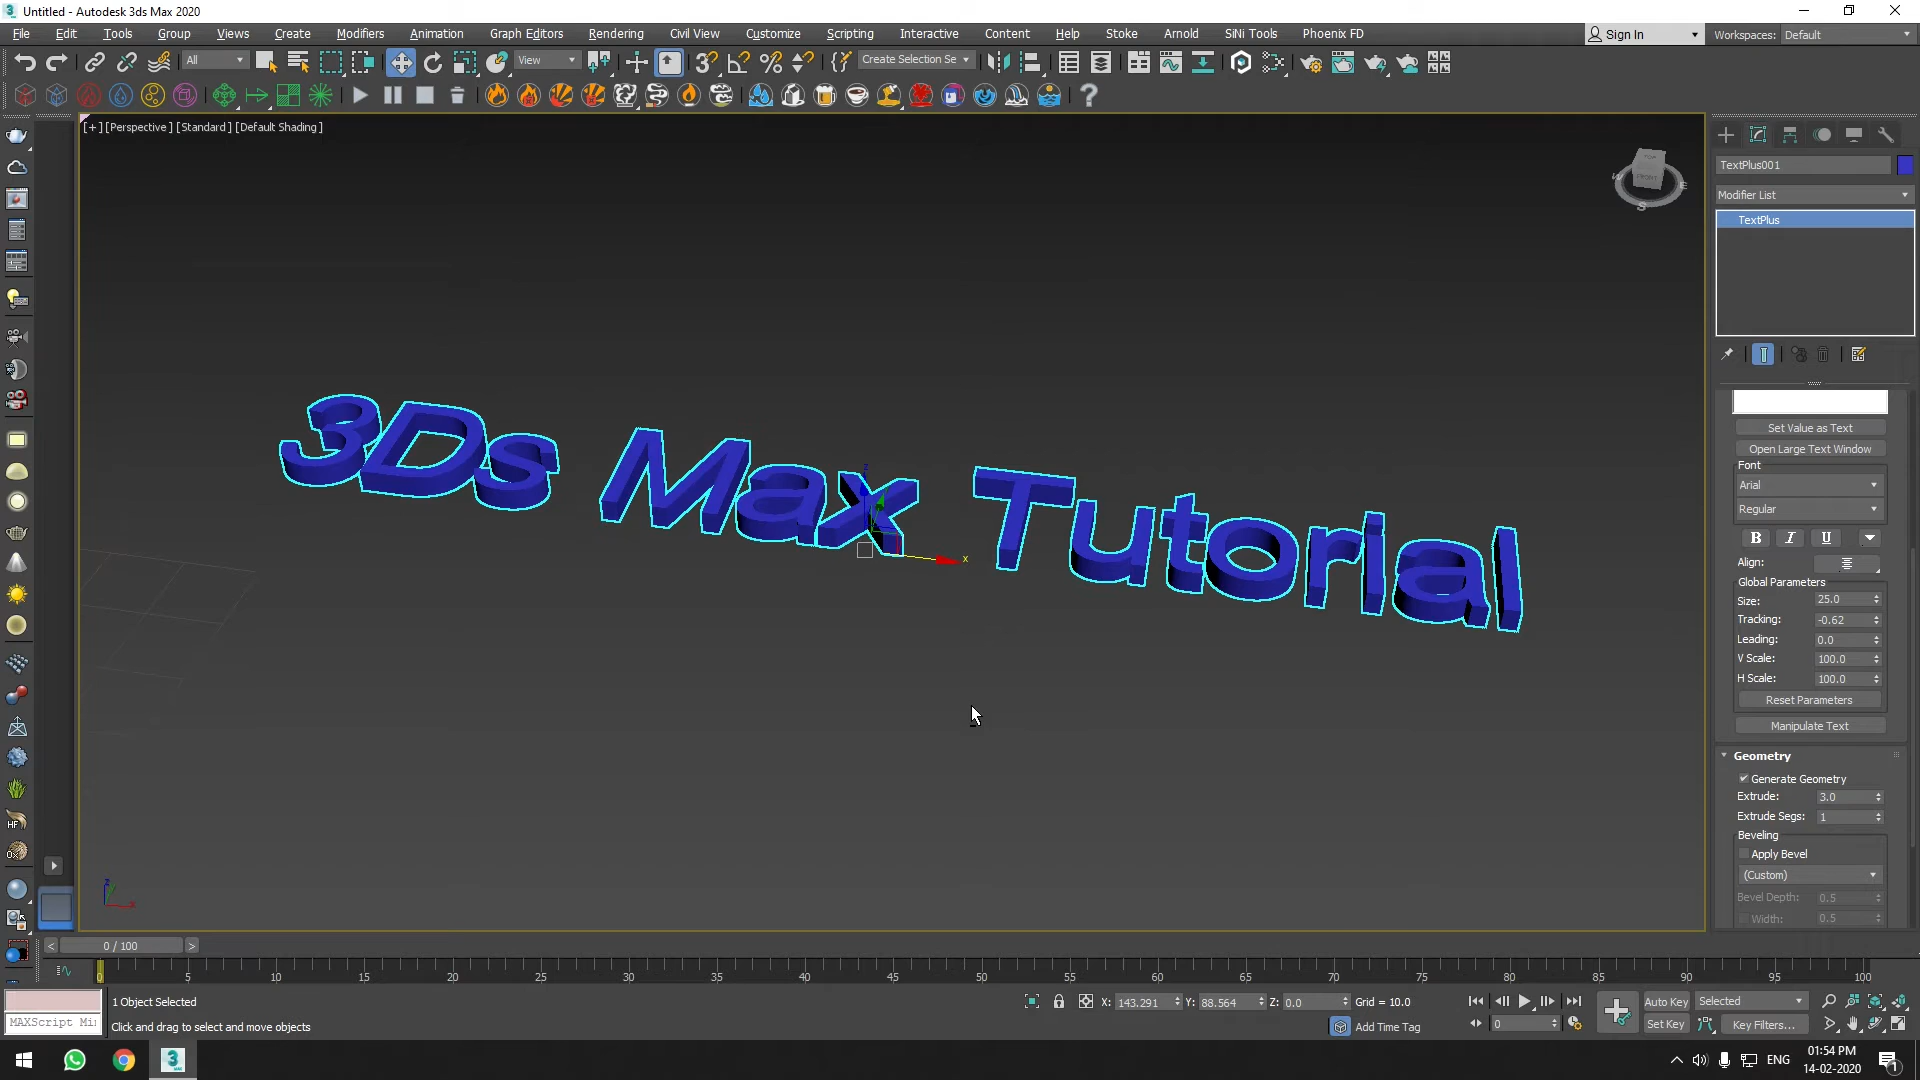 Untitled - Autodesk 3ds Max 2020
File Edit Tools Group Views Create Modifiers Animation Graph Editors Rendering Civil View Customize Scripting Interactive Content Help Stoke Arnold SiNi Tools Phoenix FD
Sign In Workspaces: Default
All View Create Selection Se
[+] [Perspective] [Standard] [Default Shading]
TextPlus001
Modifier List
TextPlus
3Ds Max Tutorial
x
z
Set Value as Text
Open Large Text Window
Font
Arial
Regular
B I U
Align:
Global Parameters
Size: 25.0
Tracking: -0.62
Leading: 0.0
V Scale: 100.0
H Scale: 100.0
Reset Parameters
Manipulate Text
Geometry
Generate Geometry
Extrude: 3.0
Extrude Segs: 1
Beveling
Apply Bevel
(Custom)
Bevel Depth: 0.5
Width: 0.5
0 / 100
0 5 10 15 20 25 30 35 40 45 50 55 60 65 70 75 80 85 90 95 100
1 Object Selected X: 143.291 Y: 88.564 Z: 0.0 Grid = 10.0 Auto Key Selected
MAXScript Mi Click and drag to select and move objects Add Time Tag 0 Set Key Key Filters...
ENG 01:54 PM
14-02-2020
1